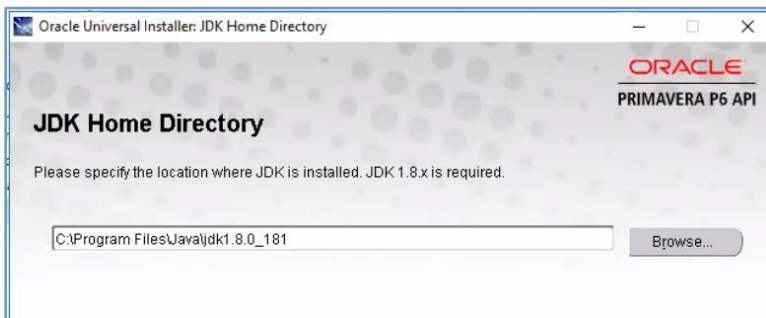 Oracle Universal Installer: JDK Home Directory
ORACLE
PRIMAVERA P6 API
JDK Home Directory
Please specify the location where JDK is installed. JDK 1.8.x is required.
C:\Program Files\Java\jdk1.8.0_181
Browse...